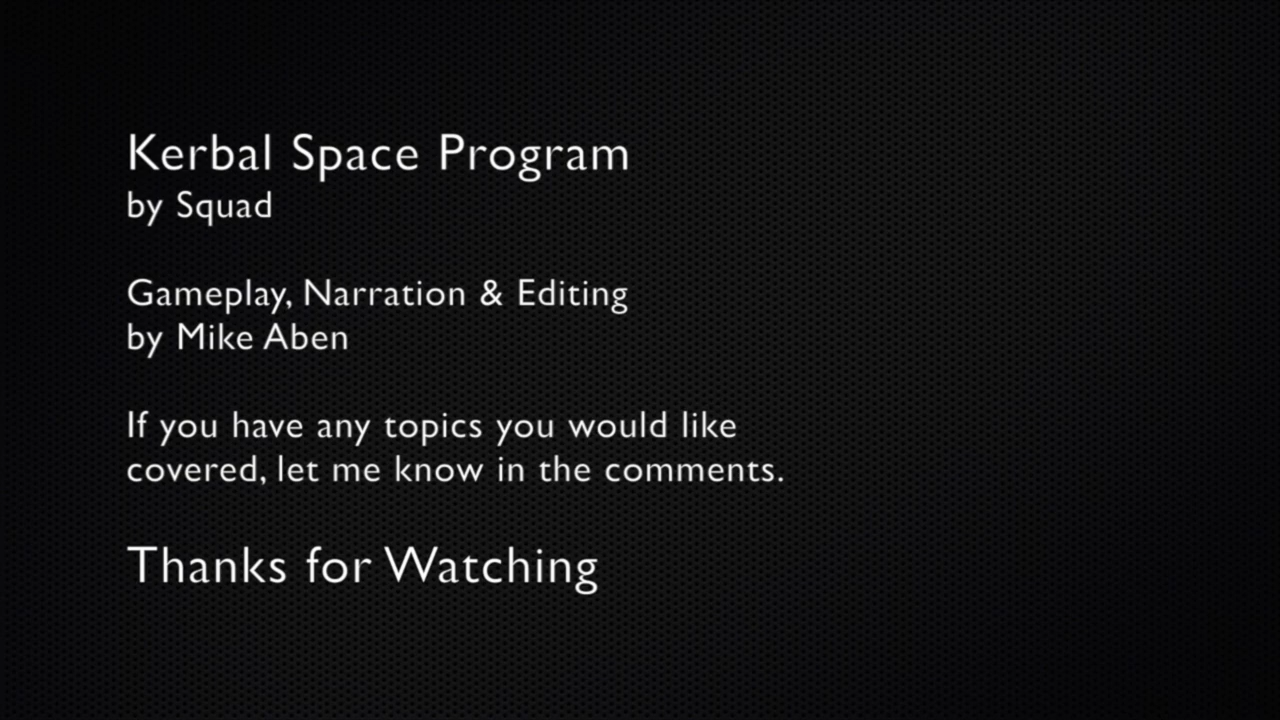 Kerbal Space Program
by Squad
Gameplay, Narration & Editing
by Mike Aben
If you have any topics you would like
covered, let me know in the comments.
Thanks for Watching